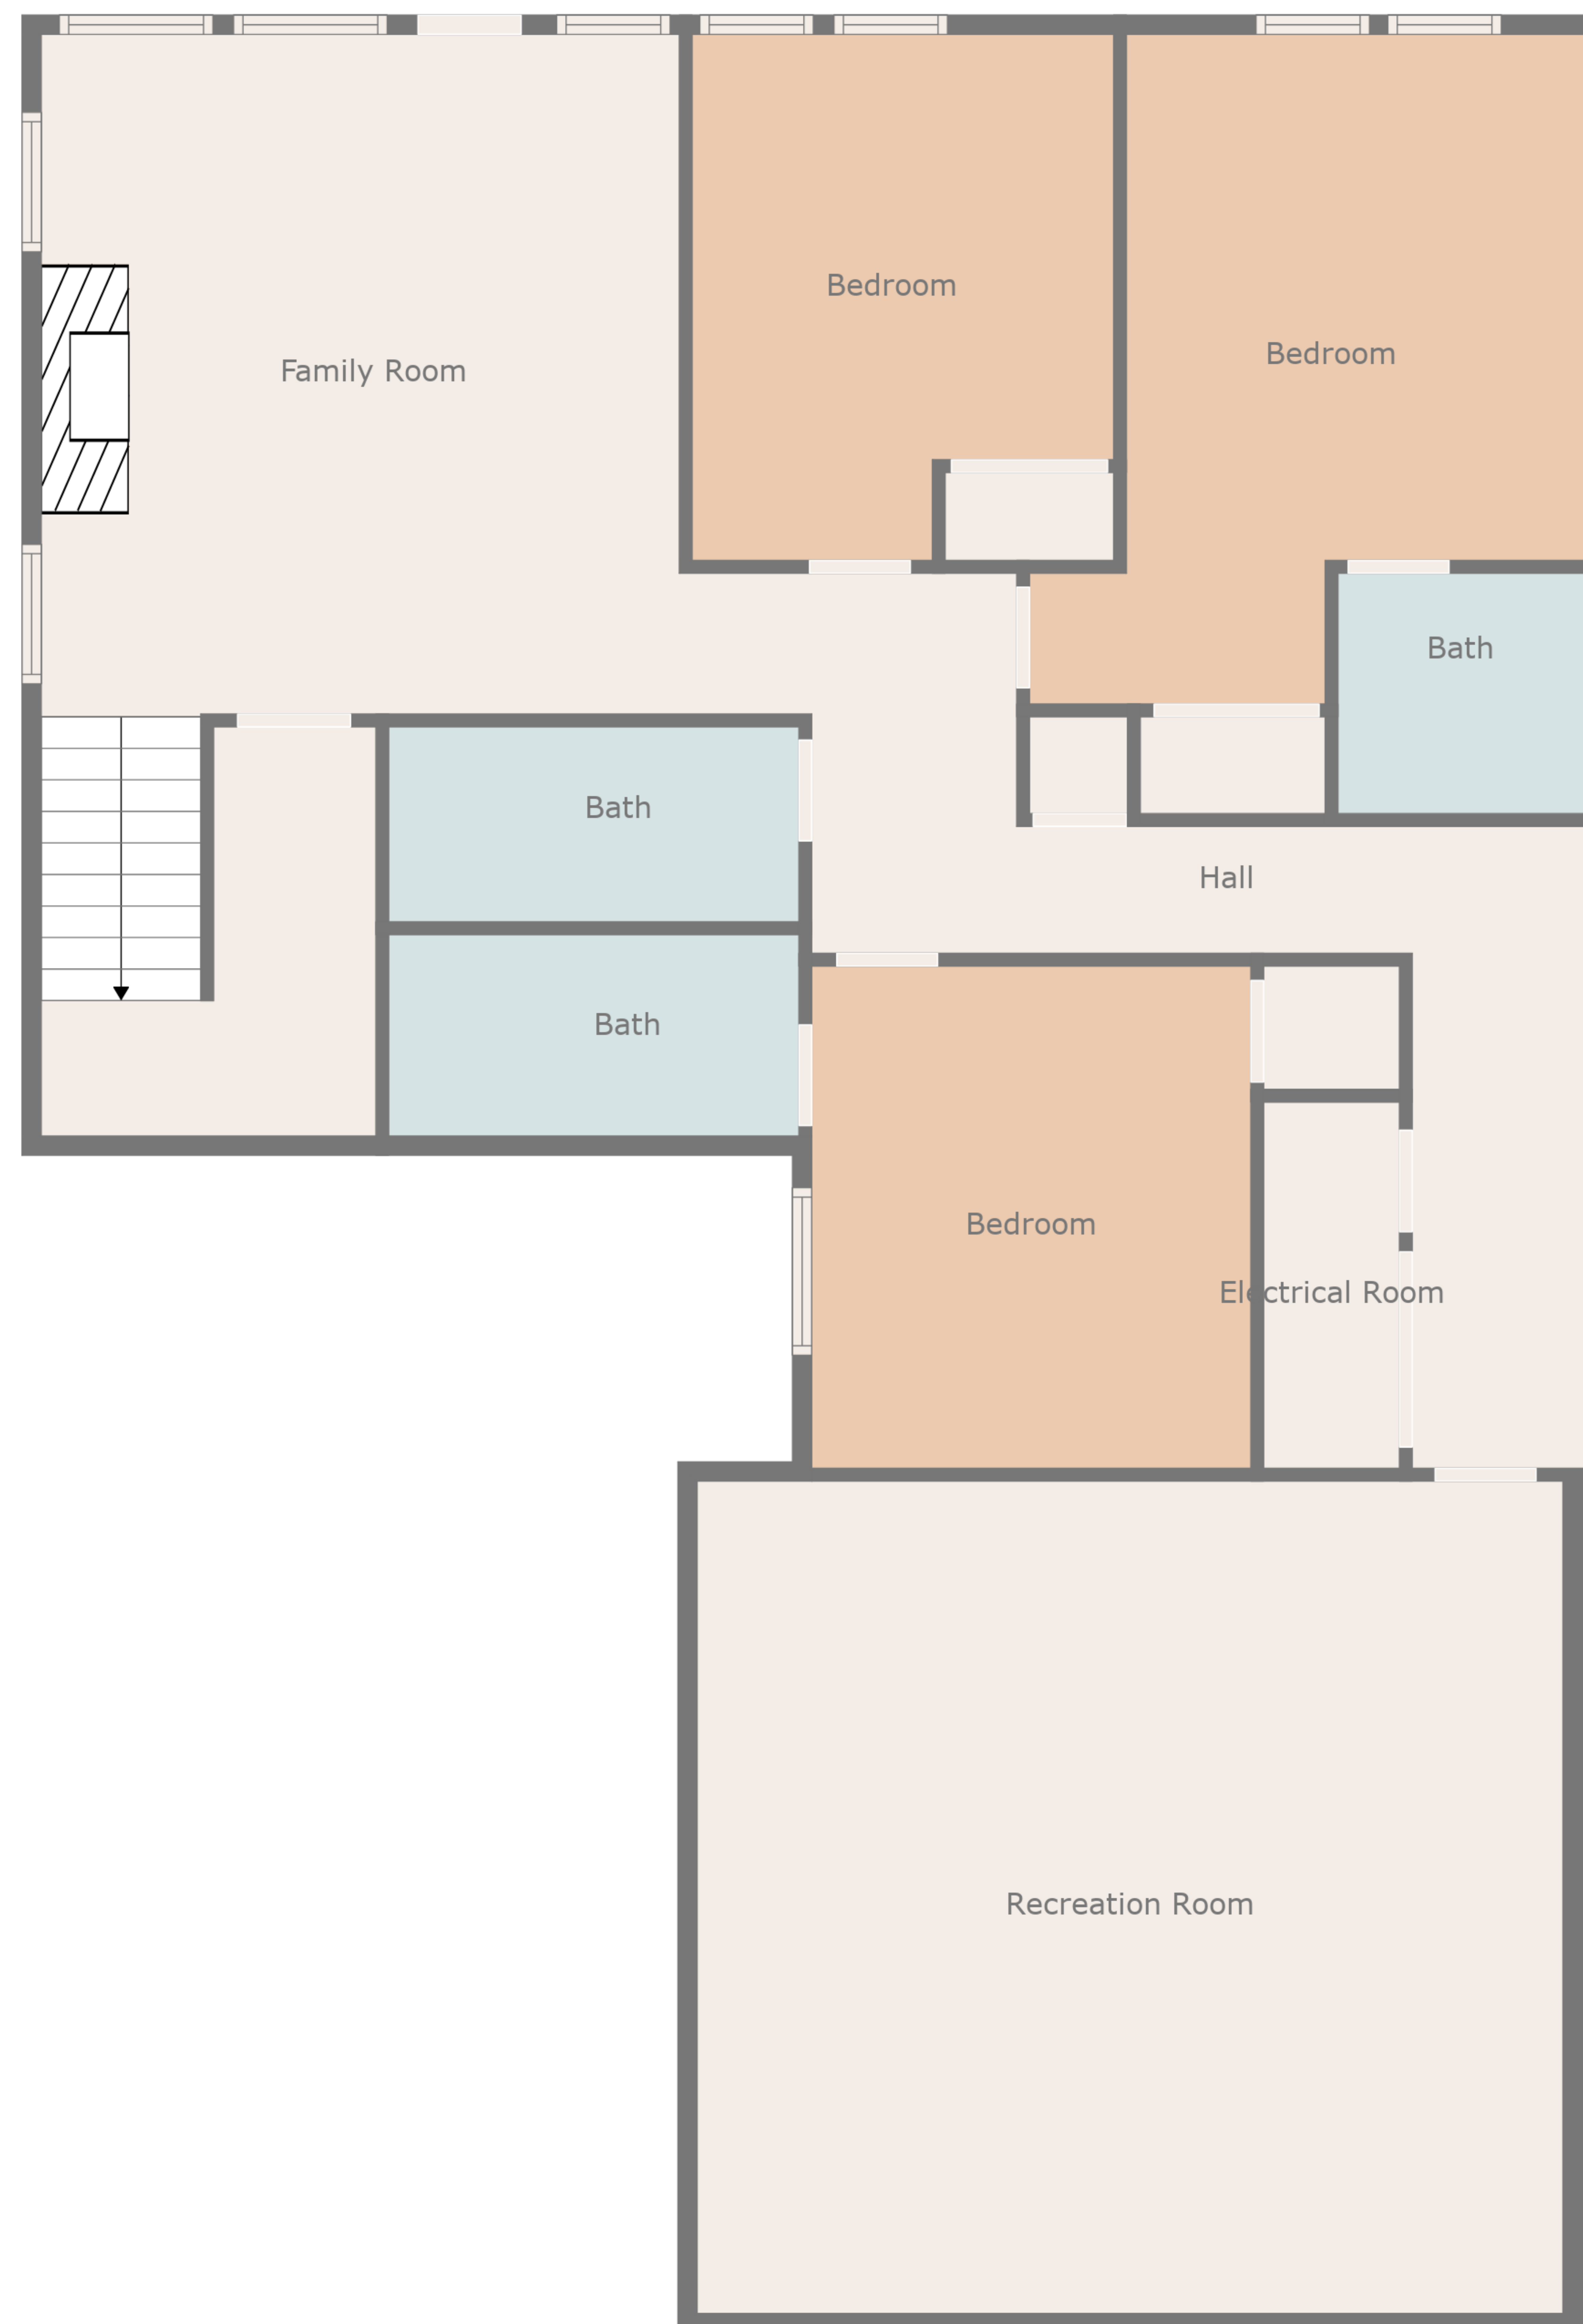 Bedroom
Bedroom
Family Room
Bath
Bath
Hall
Bath
Bedroom
Electrical Room
Recreation Room